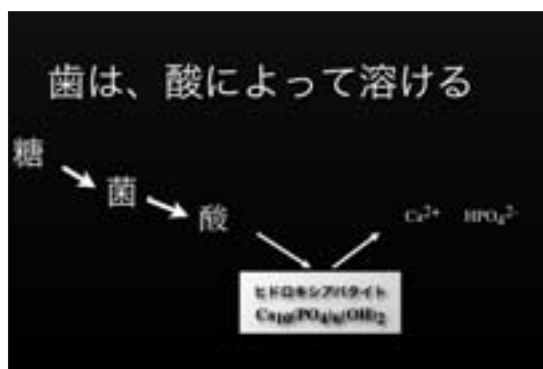 歯は、酸によって溶ける
糖
菌
酸
Ca²⁺ HPO₄²⁻
ヒドロキシアパタイト
Ca₁₀(PO₄)₆(OH)₂